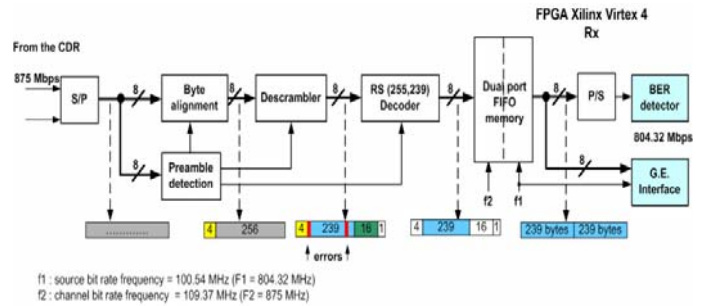 FPGA Xilinx Virtex 4
Rx
From the CDR
875 Mbps
S/P
8
Byte alignment
8
Descrambler
8
RS (255,239) Decoder
8
Dual port FIFO memory
8
P/S
BER detector
804.32 Mbps
8
Preamble detection
8
G.E. Interface
f2
f1
.............
4
256
4
239
16
1
errors
4
239
16
1
239 bytes
239 bytes
f1 : source bit rate frequency = 100.54 MHz (F1 = 804.32 MHz)
f2 : channel bit rate frequency = 109.37 MHz (F2 = 875 MHz)